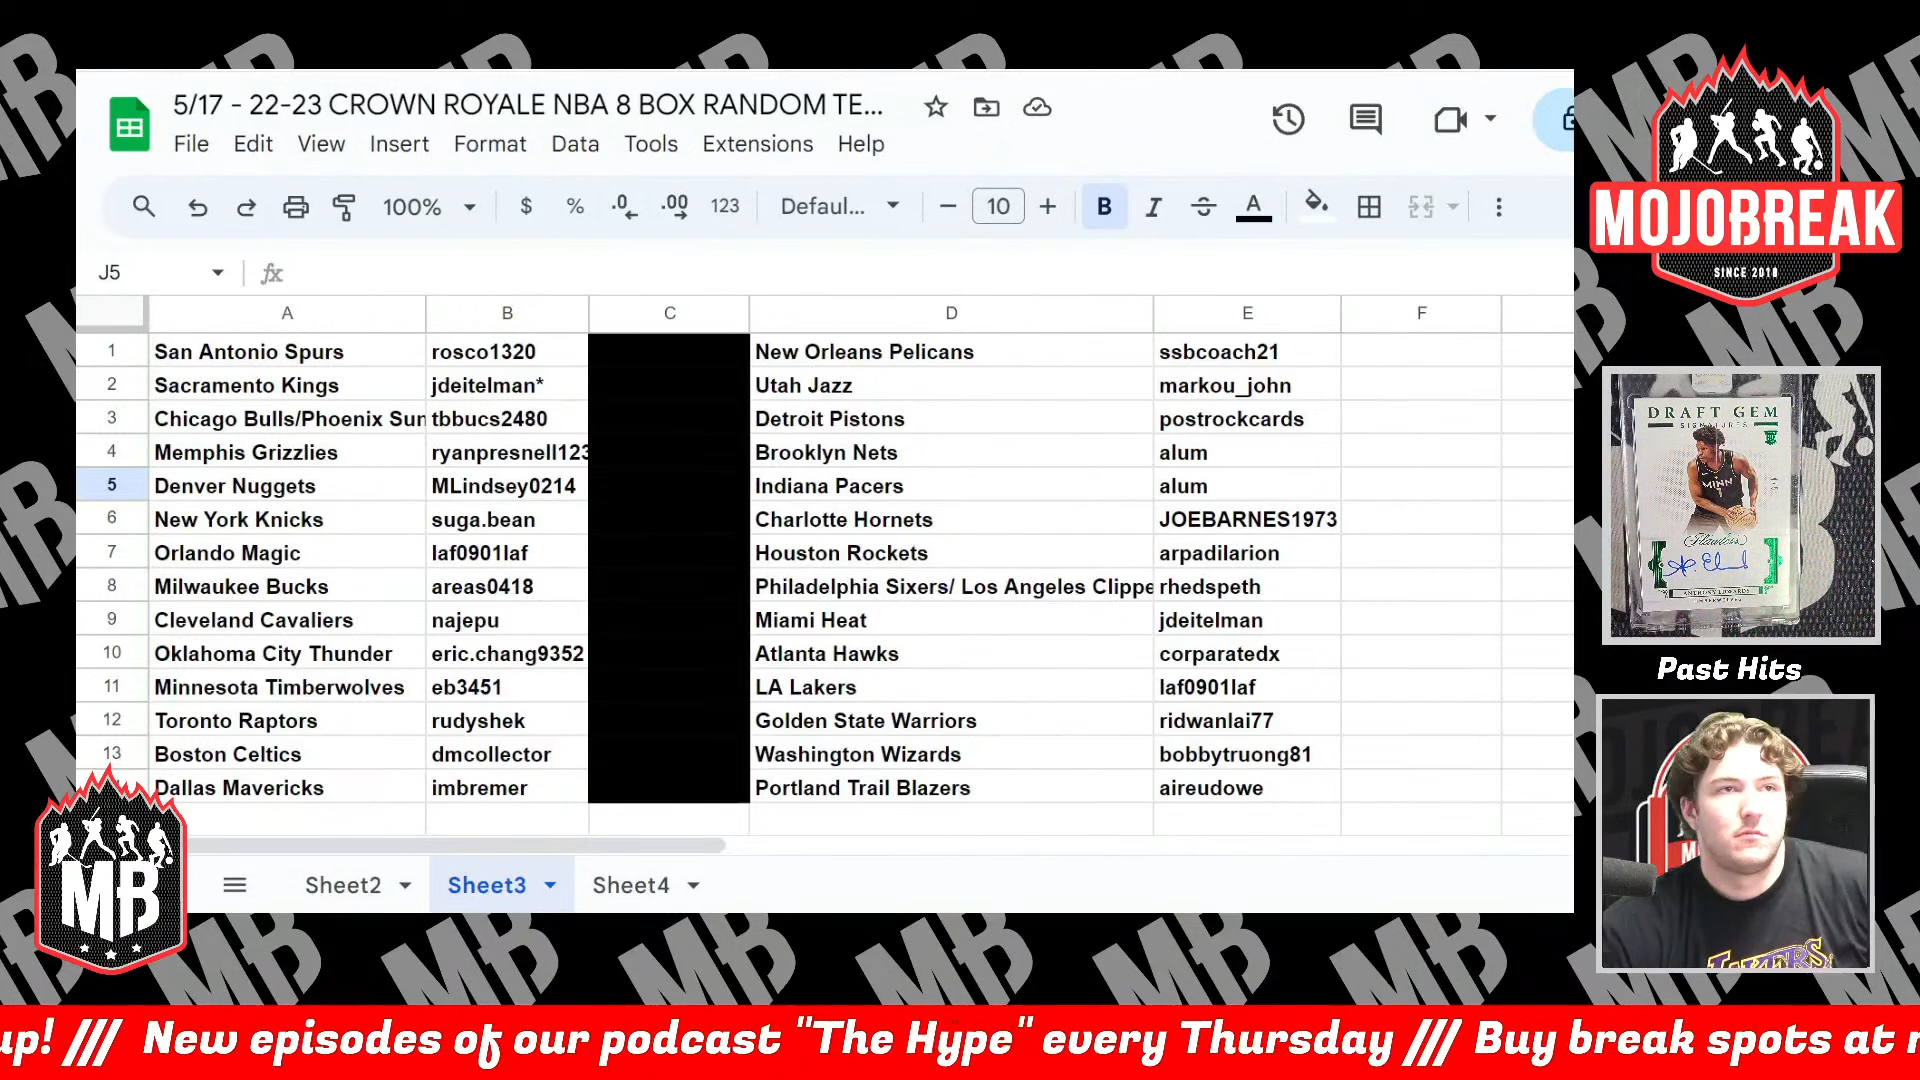 5/17 - 22-23 CROWN ROYALE NBA 8 BOX RANDOM TE...
File Edit View Insert Format Data Tools Extensions Help
100% $ % .0 .00 123 Defaul... 10 B I A
J5 fx
A B C D E F
1 San Antonio Spurs rosco1320 New Orleans Pelicans ssbcoach21
2 Sacramento Kings jdeitelman* Utah Jazz markou_john
3 Chicago Bulls/Phoenix Sun tbbucs2480 Detroit Pistons postrockcards
4 Memphis Grizzlies ryanpresnell123 Brooklyn Nets alum
5 Denver Nuggets MLindsey0214 Indiana Pacers alum
6 New York Knicks suga.bean Charlotte Hornets JOEBARNES1973
7 Orlando Magic laf0901laf Houston Rockets arpadilarion
8 Milwaukee Bucks areas0418 Philadelphia Sixers/ Los Angeles Clippe rhedspeth
9 Cleveland Cavaliers najepu Miami Heat jdeitelman
10 Oklahoma City Thunder eric.chang9352 Atlanta Hawks corparatedx
11 Minnesota Timberwolves eb3451 LA Lakers laf0901laf
12 Toronto Raptors rudyshek Golden State Warriors ridwanlai77
13 Boston Celtics dmcollector Washington Wizards bobbytruong81
Dallas Mavericks imbremer Portland Trail Blazers aireudowe
Sheet2 Sheet3 Sheet4
MB
MOJOBREAK
SINCE 2010
DRAFT GEM
SIGNATURES
MINN
1
Flawless
ANTHONY EDWARDS
Past Hits
LAKERS
up! /// New episodes of our podcast "The Hype" every Thursday /// Buy break spots at